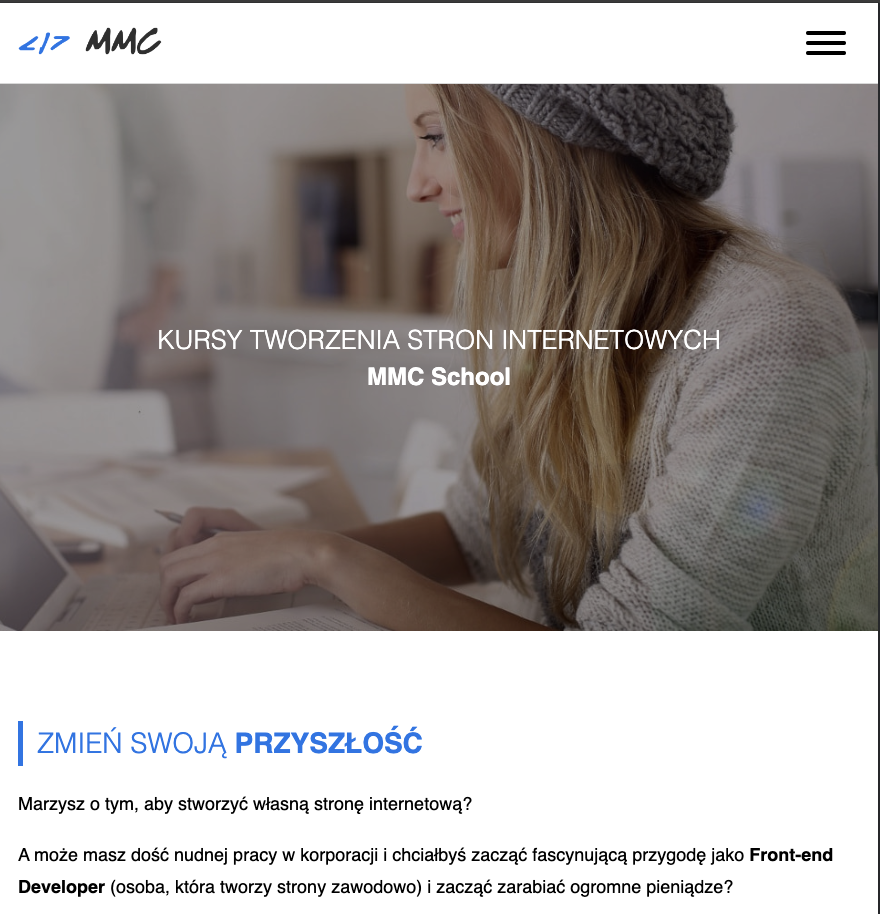 </> MMC
KURSY TWORZENIA STRON INTERNETOWYCH
MMC School
ZMIEŃ SWOJĄ PRZYSZŁOŚĆ
Marzysz o tym, aby stworzyć własną stronę internetową?
A może masz dość nudnej pracy w korporacji i chciałbyś zacząć fascynującą przygodę jako Front-end
Developer (osoba, która tworzy strony zawodowo) i zacząć zarabiać ogromne pieniądze?